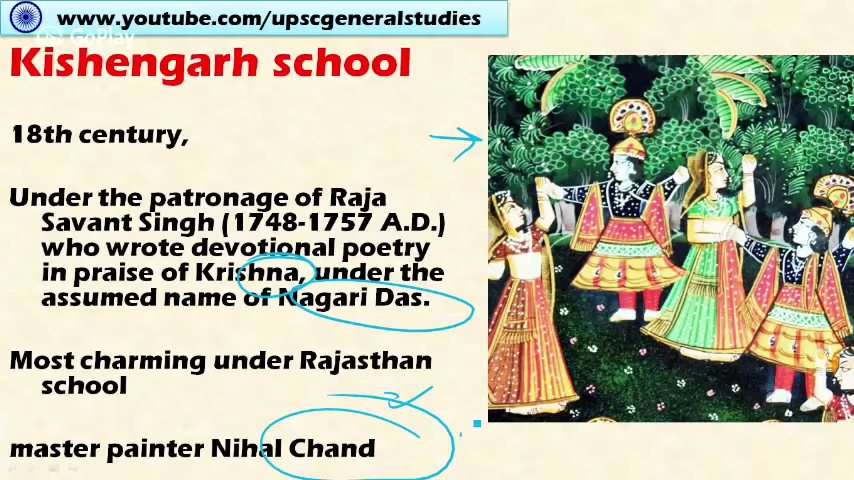 www.youtube.com/upscgeneralstudies
GoPlay
Kishengarh school
18th century,
Under the patronage of Raja
Savant Singh (1748-1757 A.D.)
who wrote devotional poetry
in praise of Krishna, under the
assumed name of Nagari Das.
Most charming under Rajasthan
school
master painter Nihal Chand